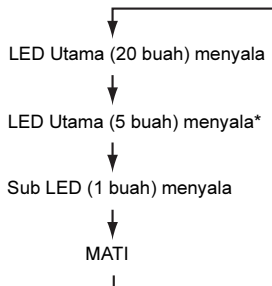 LED Utama (20 buah) menyala
LED Utama (5 buah) menyala*
Sub LED (1 buah) menyala
MATI